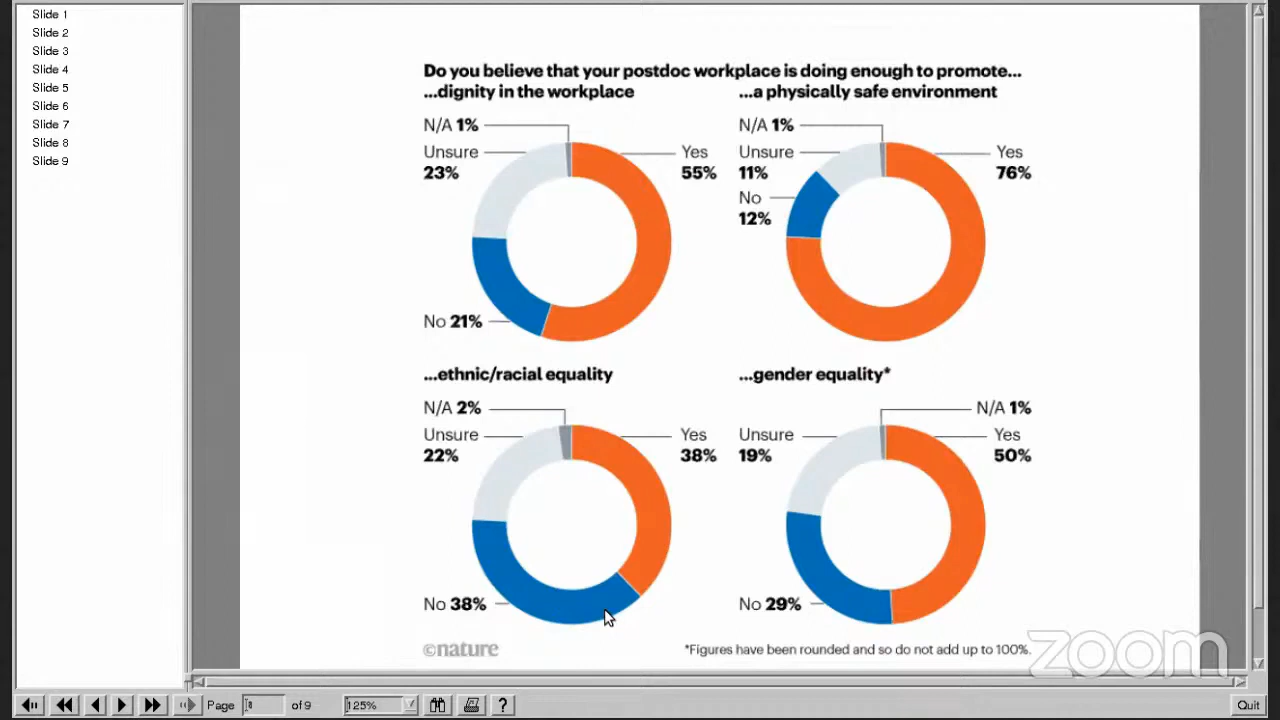 Slide 1
Slide 2
Slide 3
Slide 4
Slide 5
Slide 6
Slide 7
Slide 8
Slide 9
Do you believe that your postdoc workplace is doing enough to promote...
...dignity in the workplace
N/A 1%
Unsure
23%
Yes
55%
No 21%
...a physically safe environment
N/A 1%
Unsure
11%
No
12%
Yes
76%
...ethnic/racial equality
N/A 2%
Unsure
22%
Yes
38%
No 38%
...gender equality*
N/A 1%
Unsure
19%
Yes
50%
No 29%
©nature
*Figures have been rounded and so do not add up to 100%.
zoom
Page 8 of 9 125% ? Quit